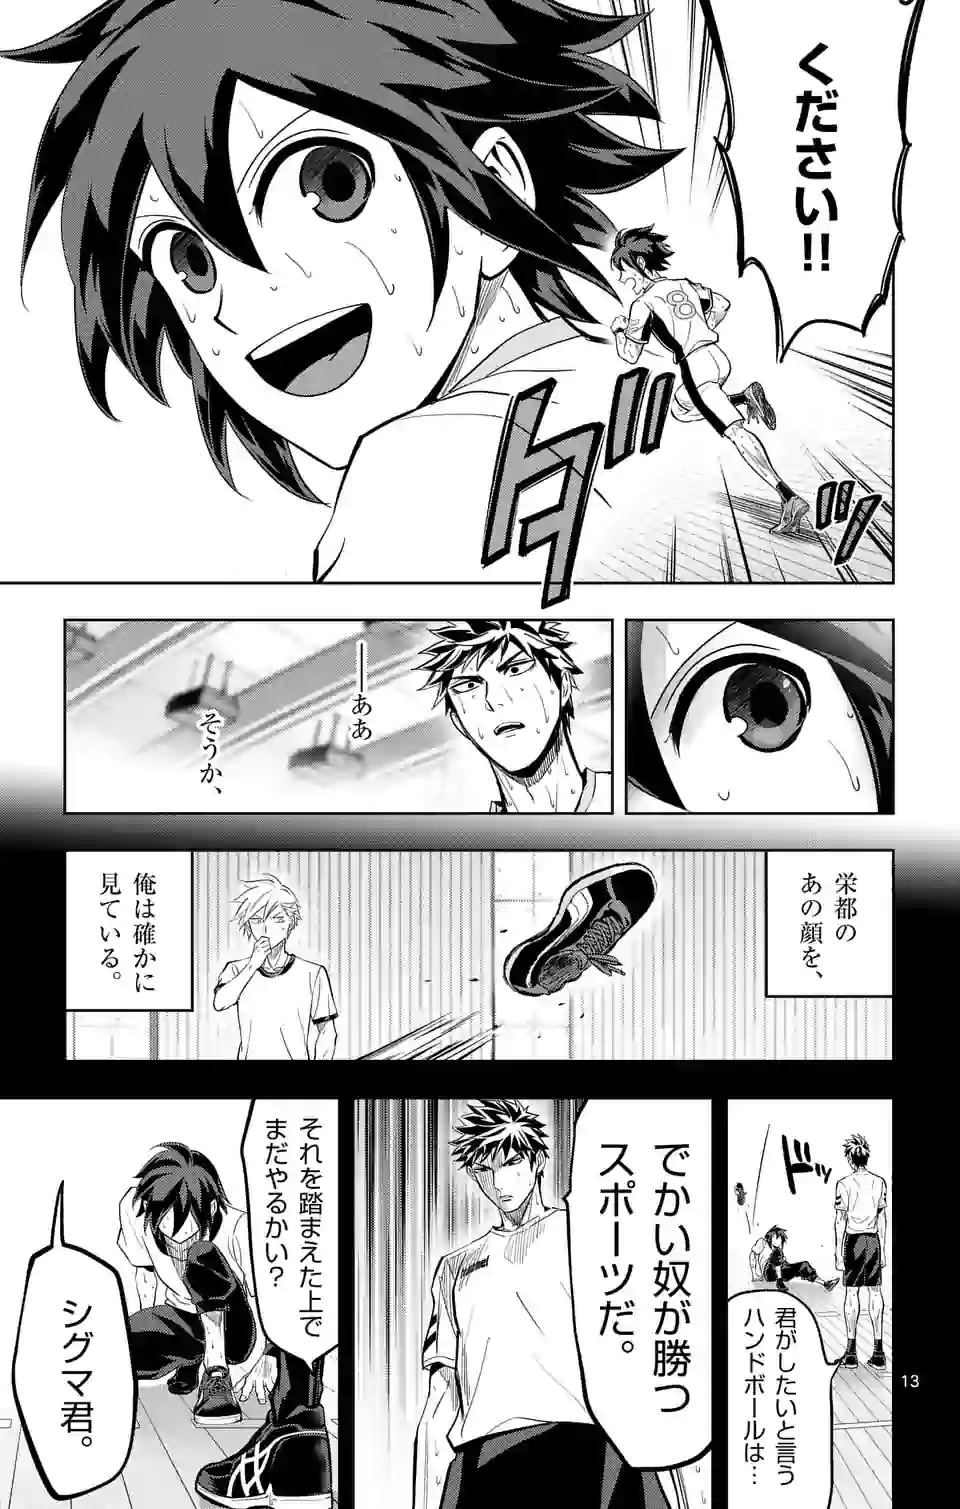 ください!!
ダダッ
――ああ
そうか、
栄都の
あの顔を、
俺は確かに
見ている。
ドッ
君がしたいと言う
ハンドボールは…
でかい奴が勝つ
スポーツだ。
それを踏まえた上で
まだやるかい?
シグマ君。
13